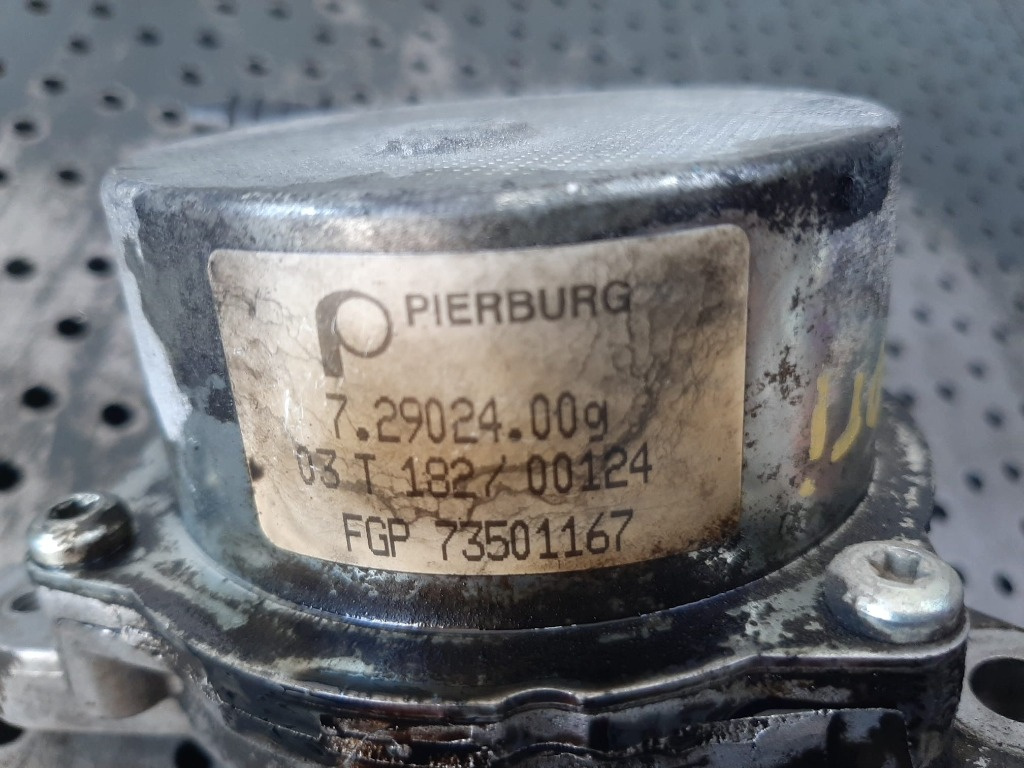 PIERBURG
7.29024.00g
03 T 182/ 00124
FGP 73501167